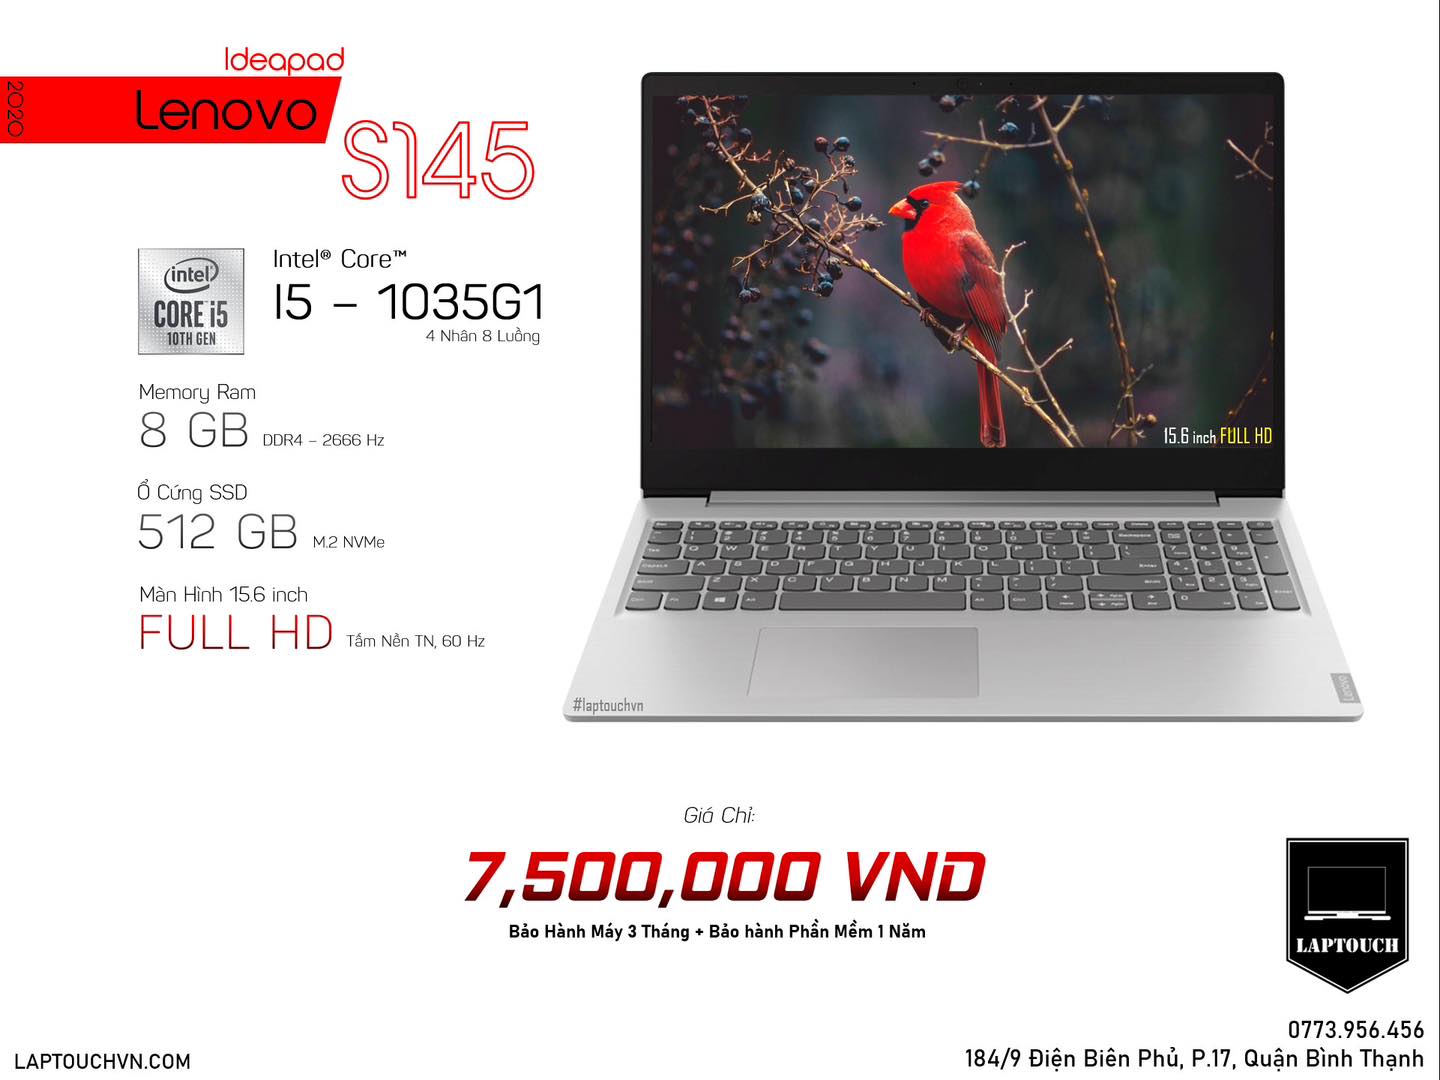 Ideapad
2020
Lenovo
S145
intel
CORE i5
10TH GEN
Intel® Core™
I5 – 1035G1
4 Nhân 8 Luồng
Memory Ram
8 GB DDR4 – 2666 Hz
Ổ Cứng SSD
512 GB M.2 NVMe
Màn Hình 15.6 inch
FULL HD Tấm Nền TN, 60 Hz
15.6 inch FULL HD
#laptouchvn
Lenovo
Giá Chỉ:
7,500,000 VND
Bảo Hành Máy 3 Tháng + Bảo hành Phần Mềm 1 Năm
LAPTOUCH
0773.956.456
184/9 Điện Biên Phủ, P.17, Quận Bình Thạnh
LAPTOUCHVN.COM